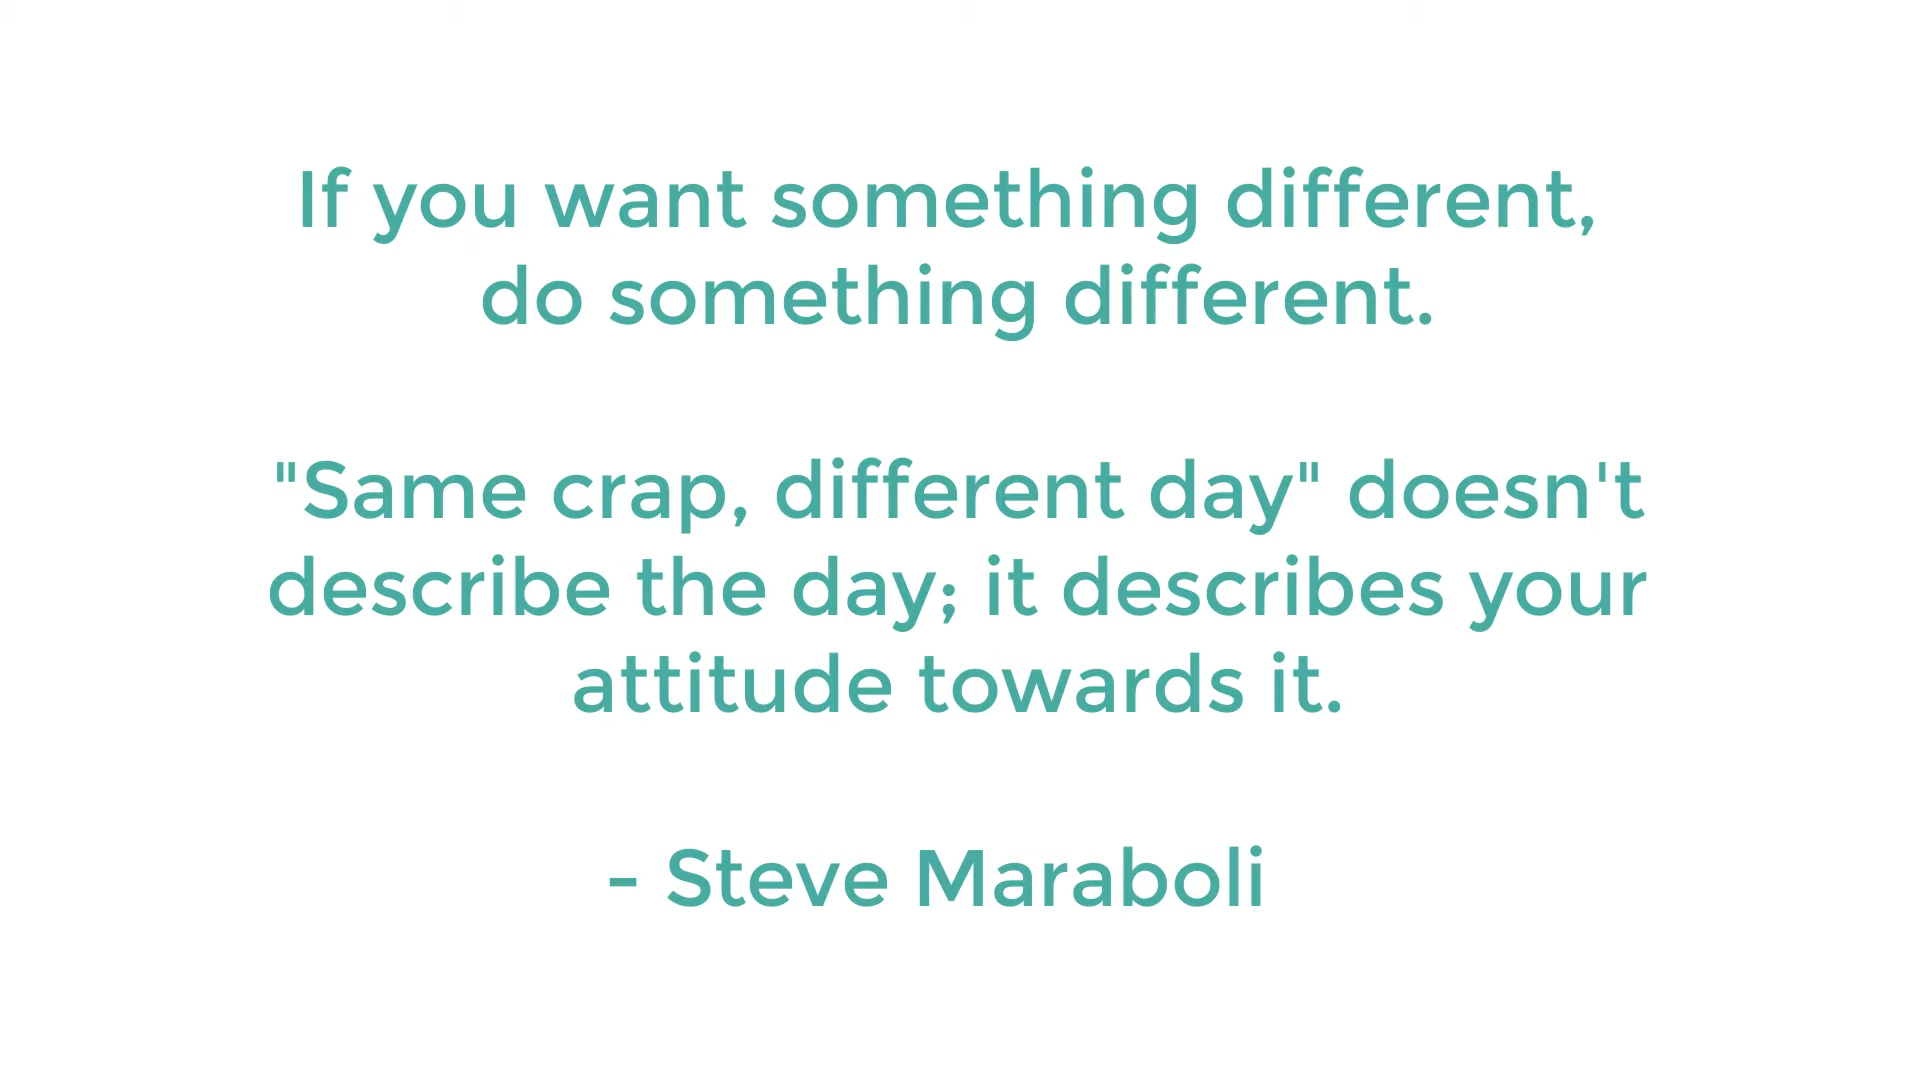 If you want something different,
do something different.
"Same crap, different day" doesn't
describe the day; it describes your
attitude towards it.
- Steve Maraboli